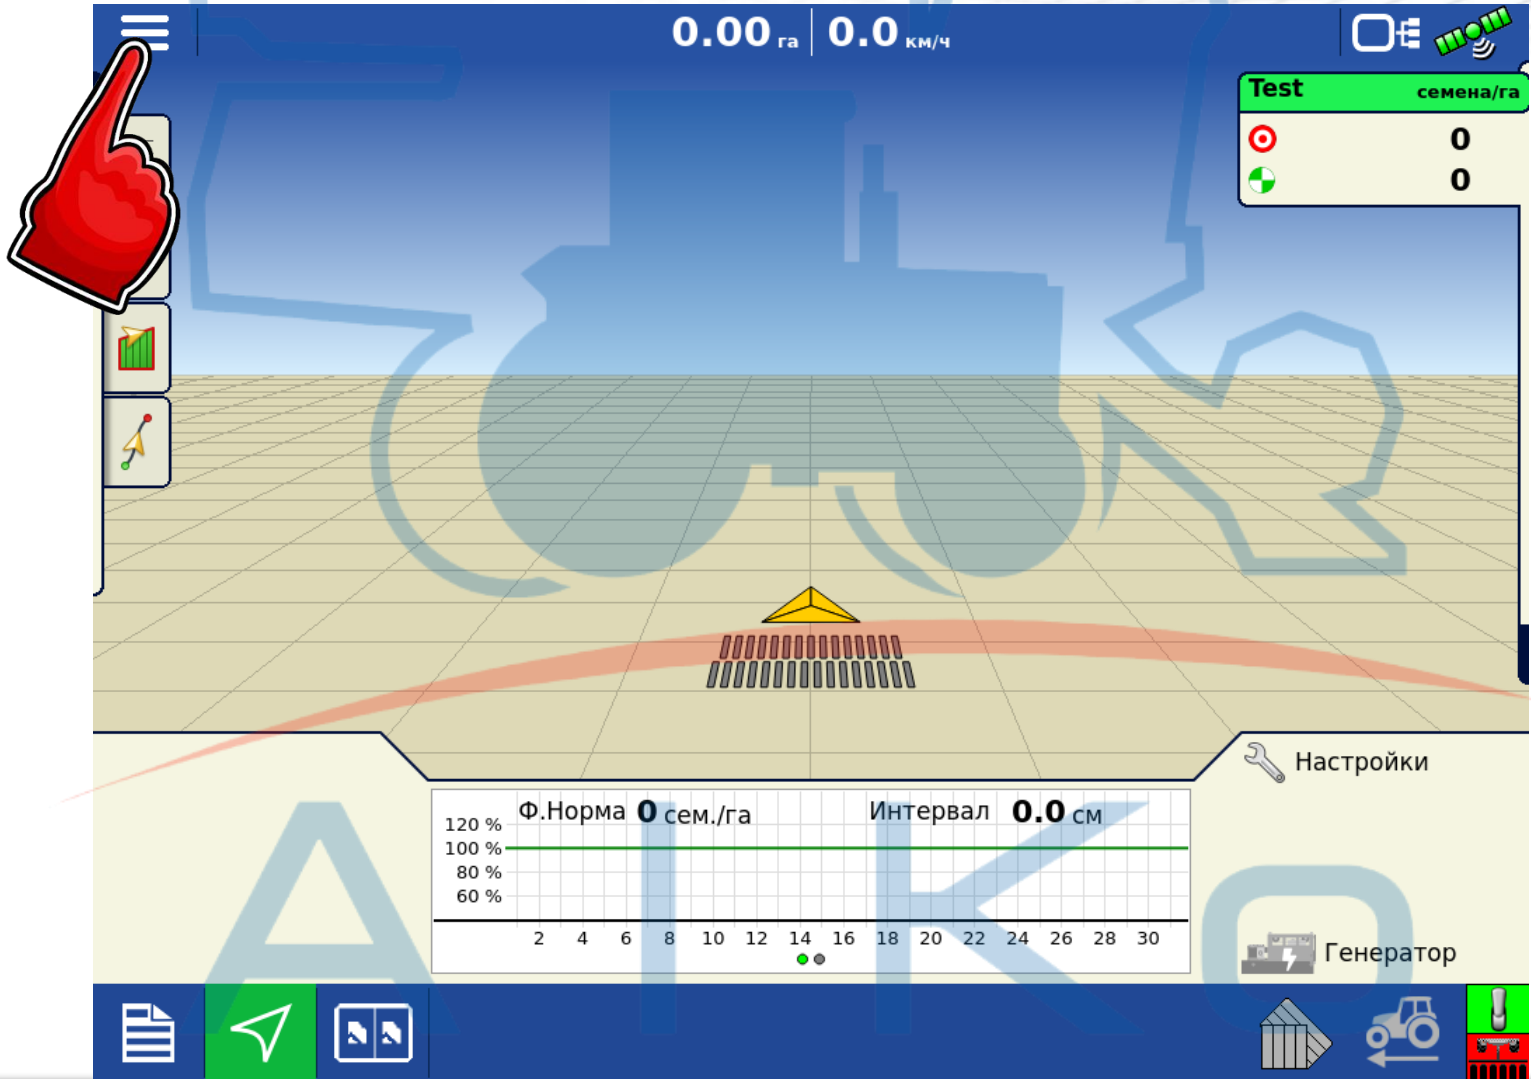 0.00 га 0.0 км/ч
Test семена/га
0
0
Настройки
Ф.Норма 0 сем./га Интервал 0.0 см
120 %
100 %
80 %
60 %
2 4 6 8 10 12 14 16 18 20 22 24 26 28 30
Генератор
AIKO